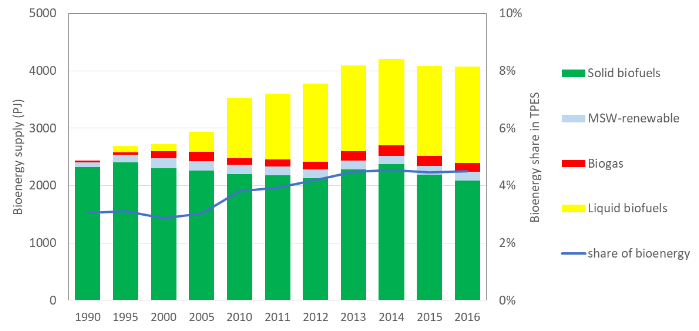 5000
4000
3000
2000
1000
0
Bioenergy supply (PJ)
10%
8%
6%
4%
2%
0%
Bioenergy share in TPES
1990 1995 2000 2005 2010 2011 2012 2013 2014 2015 2016
Solid biofuels
MSW-renewable
Biogas
Liquid biofuels
share of bioenergy